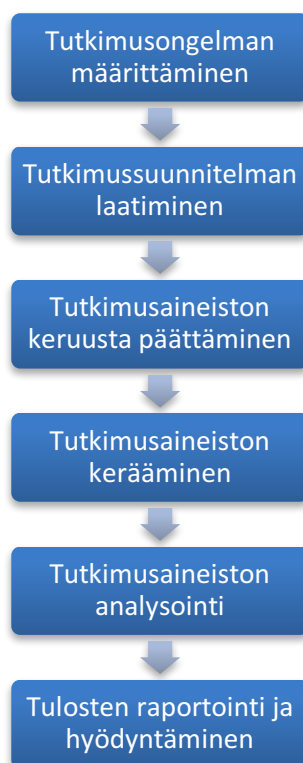 Tutkimusongelman
määrittäminen
Tutkimussuunnitelman
laatiminen
Tutkimusaineiston
keruusta päättäminen
Tutkimusaineiston
kerääminen
Tutkimusaineiston
analysointi
Tulosten raportointi ja
hyödyntäminen